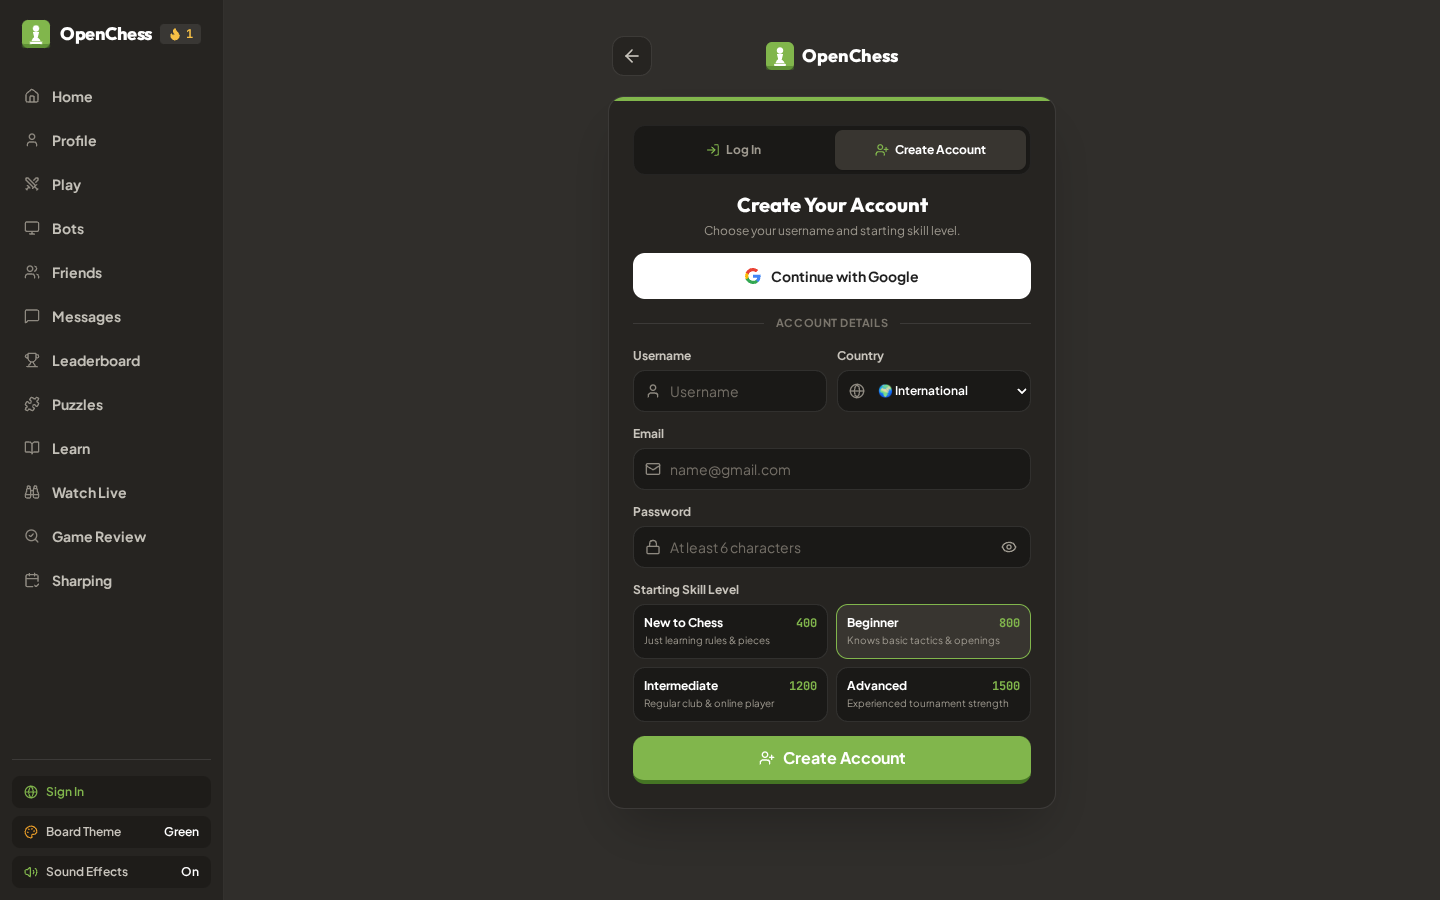 OpenChess 1
Home
Profile
Play
Bots
Friends
Messages
Leaderboard
Puzzles
Learn
Watch Live
Game Review
Sharping
Sign In
Board Theme Green
Sound Effects On
OpenChess
Log In Create Account
Create Your Account
Choose your username and starting skill level.
Continue with Google
ACCOUNT DETAILS
Username Country
Username 🌍 International
Email
name@gmail.com
Password
At least 6 characters
Starting Skill Level
New to Chess 400
Just learning rules & pieces
Beginner 800
Knows basic tactics & openings
Intermediate 1200
Regular club & online player
Advanced 1500
Experienced tournament strength
Create Account